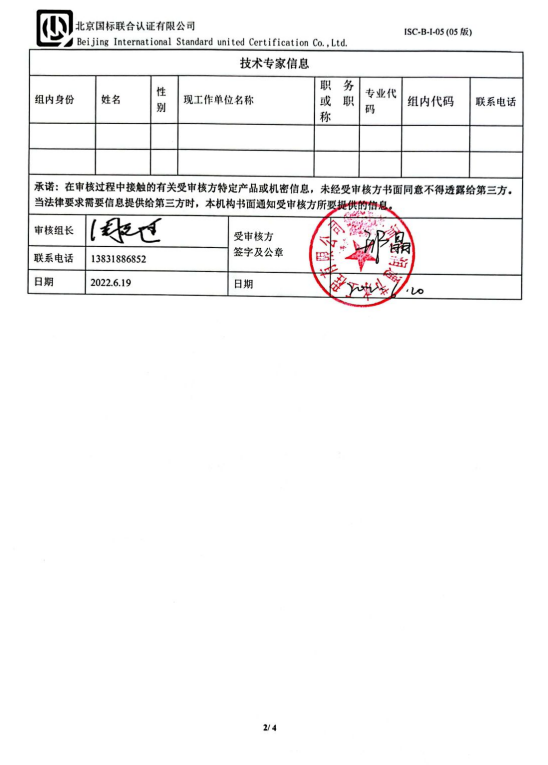 北京国标联合认证有限公司
ISC-B-I-05 (05 版)
Beijing International Standard united Certification Co.,Ltd.
技术专家信息
组内身份 姓名 性别 现工作单位名称 职务或职称 专业代码 组内代码 联系电话
承诺：在审核过程中接触的有关受审核方特定产品或机密信息，未经受审核方书面同意不得透露给第三方。
当法律要求需要信息提供给第三方时，本机构书面通知受审核方所要提供的信息。
审核组长
受审核方
签字及公章
联系电话 13831886852
日期 2022.6.19 日期
2/4